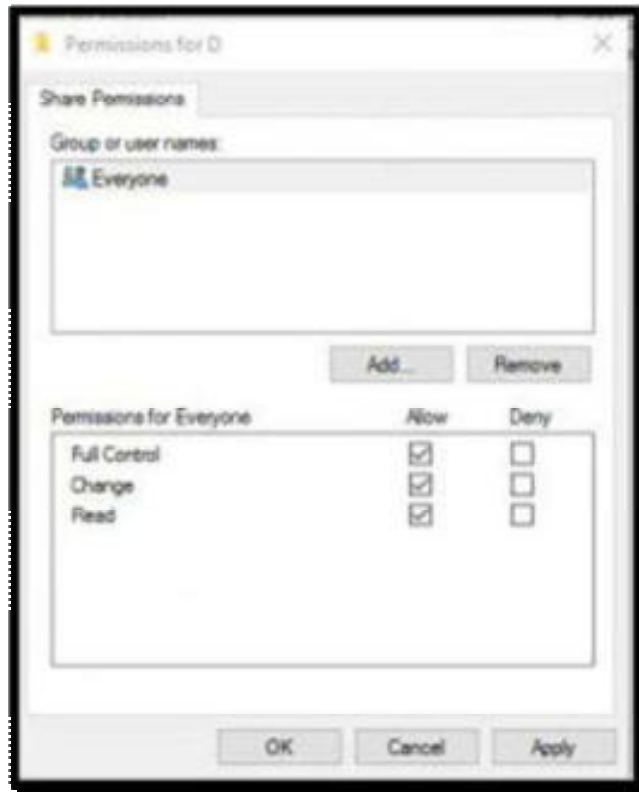 Permissions for D
Share Permissions
Group or user names:
Everyone
Add...
Remove
Permissions for Everyone Allow Deny
Full Control
Change
Read
OK Cancel Apply